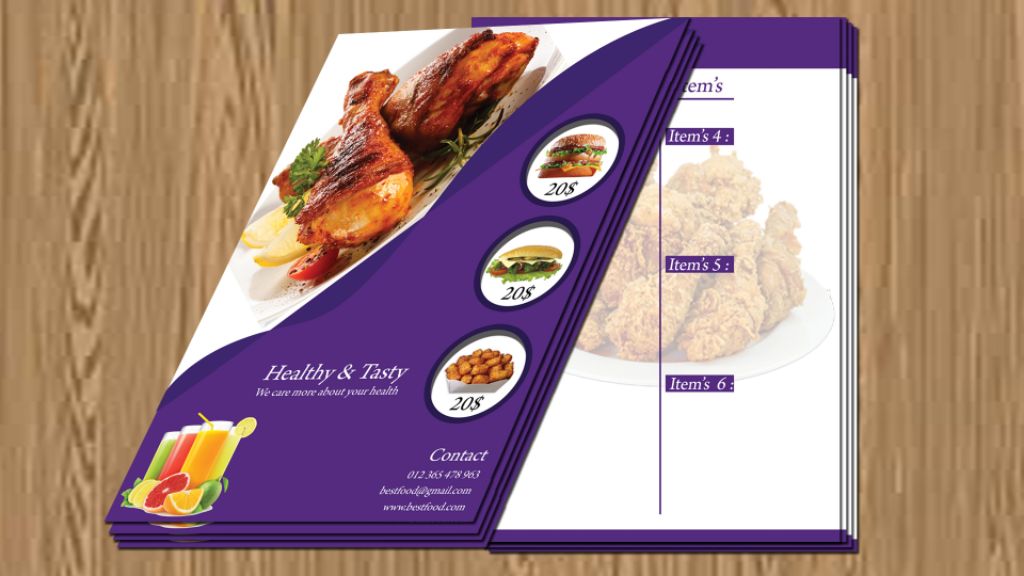 20$
20$
20$
Healthy & Tasty
We care more about your health
Contact
012 365 478 963
bestfood@gmail.com
www.bestfood.com
tem's
Item's 4 :
Item's 5 :
Item's 6 :